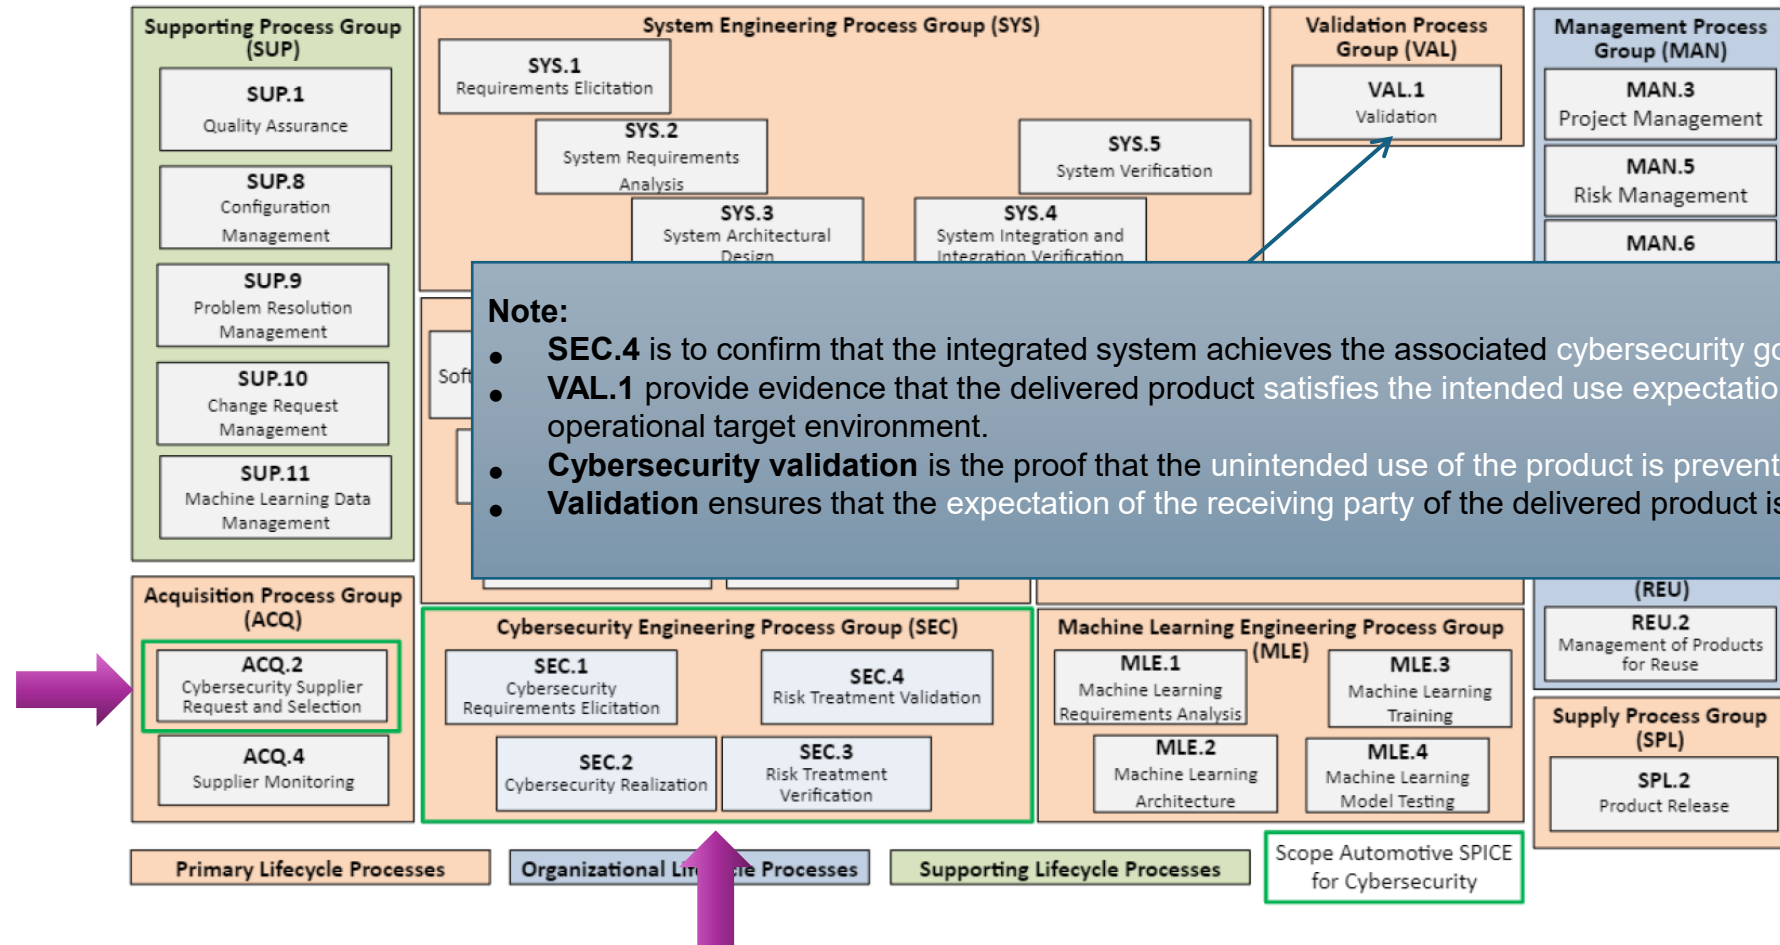 Supporting Process Group
(SUP)
SUP.1
Quality Assurance
SUP.8
Configuration
Management
SUP.9
Problem Resolution
Management
SUP.10
Change Request
Management
SUP.11
Machine Learning Data
Management
System Engineering Process Group (SYS)
SYS.1
Requirements Elicitation
SYS.2
System Requirements
Analysis
SYS.3
System Architectural
Design
SYS.4
System Integration and
Integration Verification
SYS.5
System Verification
Validation Process
Group (VAL)
VAL.1
Validation
Management Process
Group (MAN)
MAN.3
Project Management
MAN.5
Risk Management
MAN.6
Note:
• SEC.4 is to confirm that the integrated system achieves the associated cybersecurity
• VAL.1 provide evidence that the delivered product satisfies the intended use
operational target environment.
• Cybersecurity validation is the proof that the unintended use of the product is
• Validation ensures that the expectation of the receiving party of the delivered product
Acquisition Process Group
(ACQ)
ACQ.2
Cybersecurity Supplier
Request and Selection
ACQ.4
Supplier Monitoring
Cybersecurity Engineering Process Group (SEC)
SEC.1
Cybersecurity
Requirements Elicitation
SEC.4
Risk Treatment Validation
SEC.2
Cybersecurity Realization
SEC.3
Risk Treatment
Verification
Machine Learning Engineering Process Group
(MLE)
MLE.1
Machine Learning
Requirements Analysis
MLE.3
Machine Learning
Training
MLE.2
Machine Learning
Architecture
MLE.4
Machine Learning
Model Testing
(REU)
REU.2
Management of Products
for Reuse
Supply Process Group
(SPL)
SPL.2
Product Release
Primary Lifecycle Processes
Organizational Processes
Supporting Lifecycle Processes
Scope Automotive SPICE
for Cybersecurity